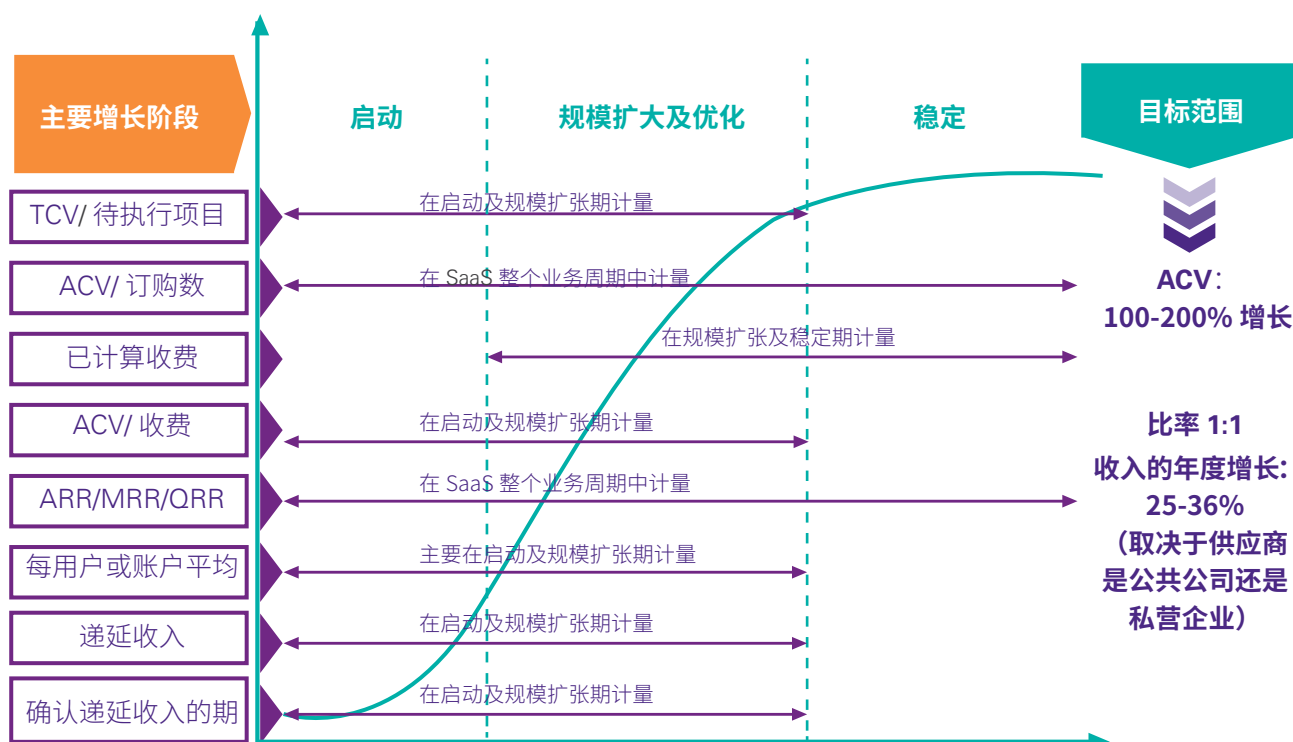 主要增长阶段
启动
规模扩大及优化
稳定
目标范围
TCV/ 待执行项目
在启动及规模扩张期计量
ACV/ 订购数
在 SaaS 整个业务周期中计量
ACV：
100-200% 增长
已计算收费
在规模扩张及稳定期计量
ACV/ 收费
在启动及规模扩张期计量
比率 1:1
收入的年度增长:
25-36%
（取决于供应商
是公共公司还是
私营企业）
ARR/MRR/QRR
在 SaaS 整个业务周期中计量
每用户或账户平均
主要在启动及规模扩张期计量
递延收入
在启动及规模扩张期计量
确认递延收入的期
在启动及规模扩张期计量